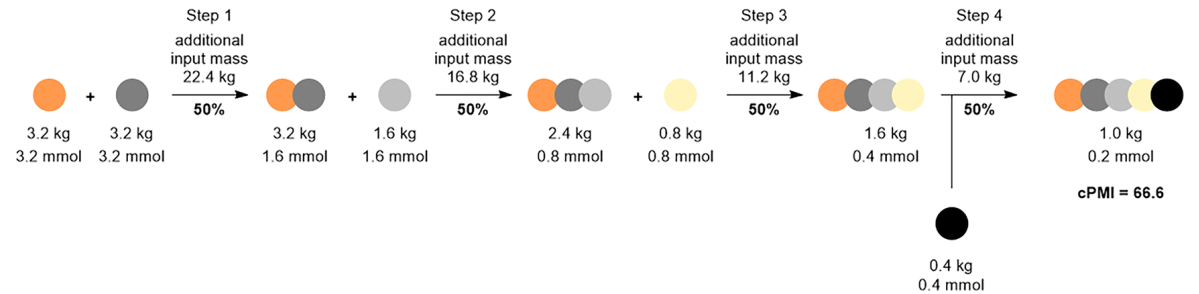 Step 1
additional
input mass
22.4 kg
50%
Step 2
additional
input mass
16.8 kg
50%
Step 3
additional
input mass
11.2 kg
50%
Step 4
additional
input mass
7.0 kg
50%
+
+
+
3.2 kg
3.2 mmol
3.2 kg
3.2 mmol
3.2 kg
1.6 mmol
1.6 kg
1.6 mmol
2.4 kg
0.8 mmol
0.8 kg
0.8 mmol
1.6 kg
0.4 mmol
1.0 kg
0.2 mmol
cPMI = 66.6
0.4 kg
0.4 mmol